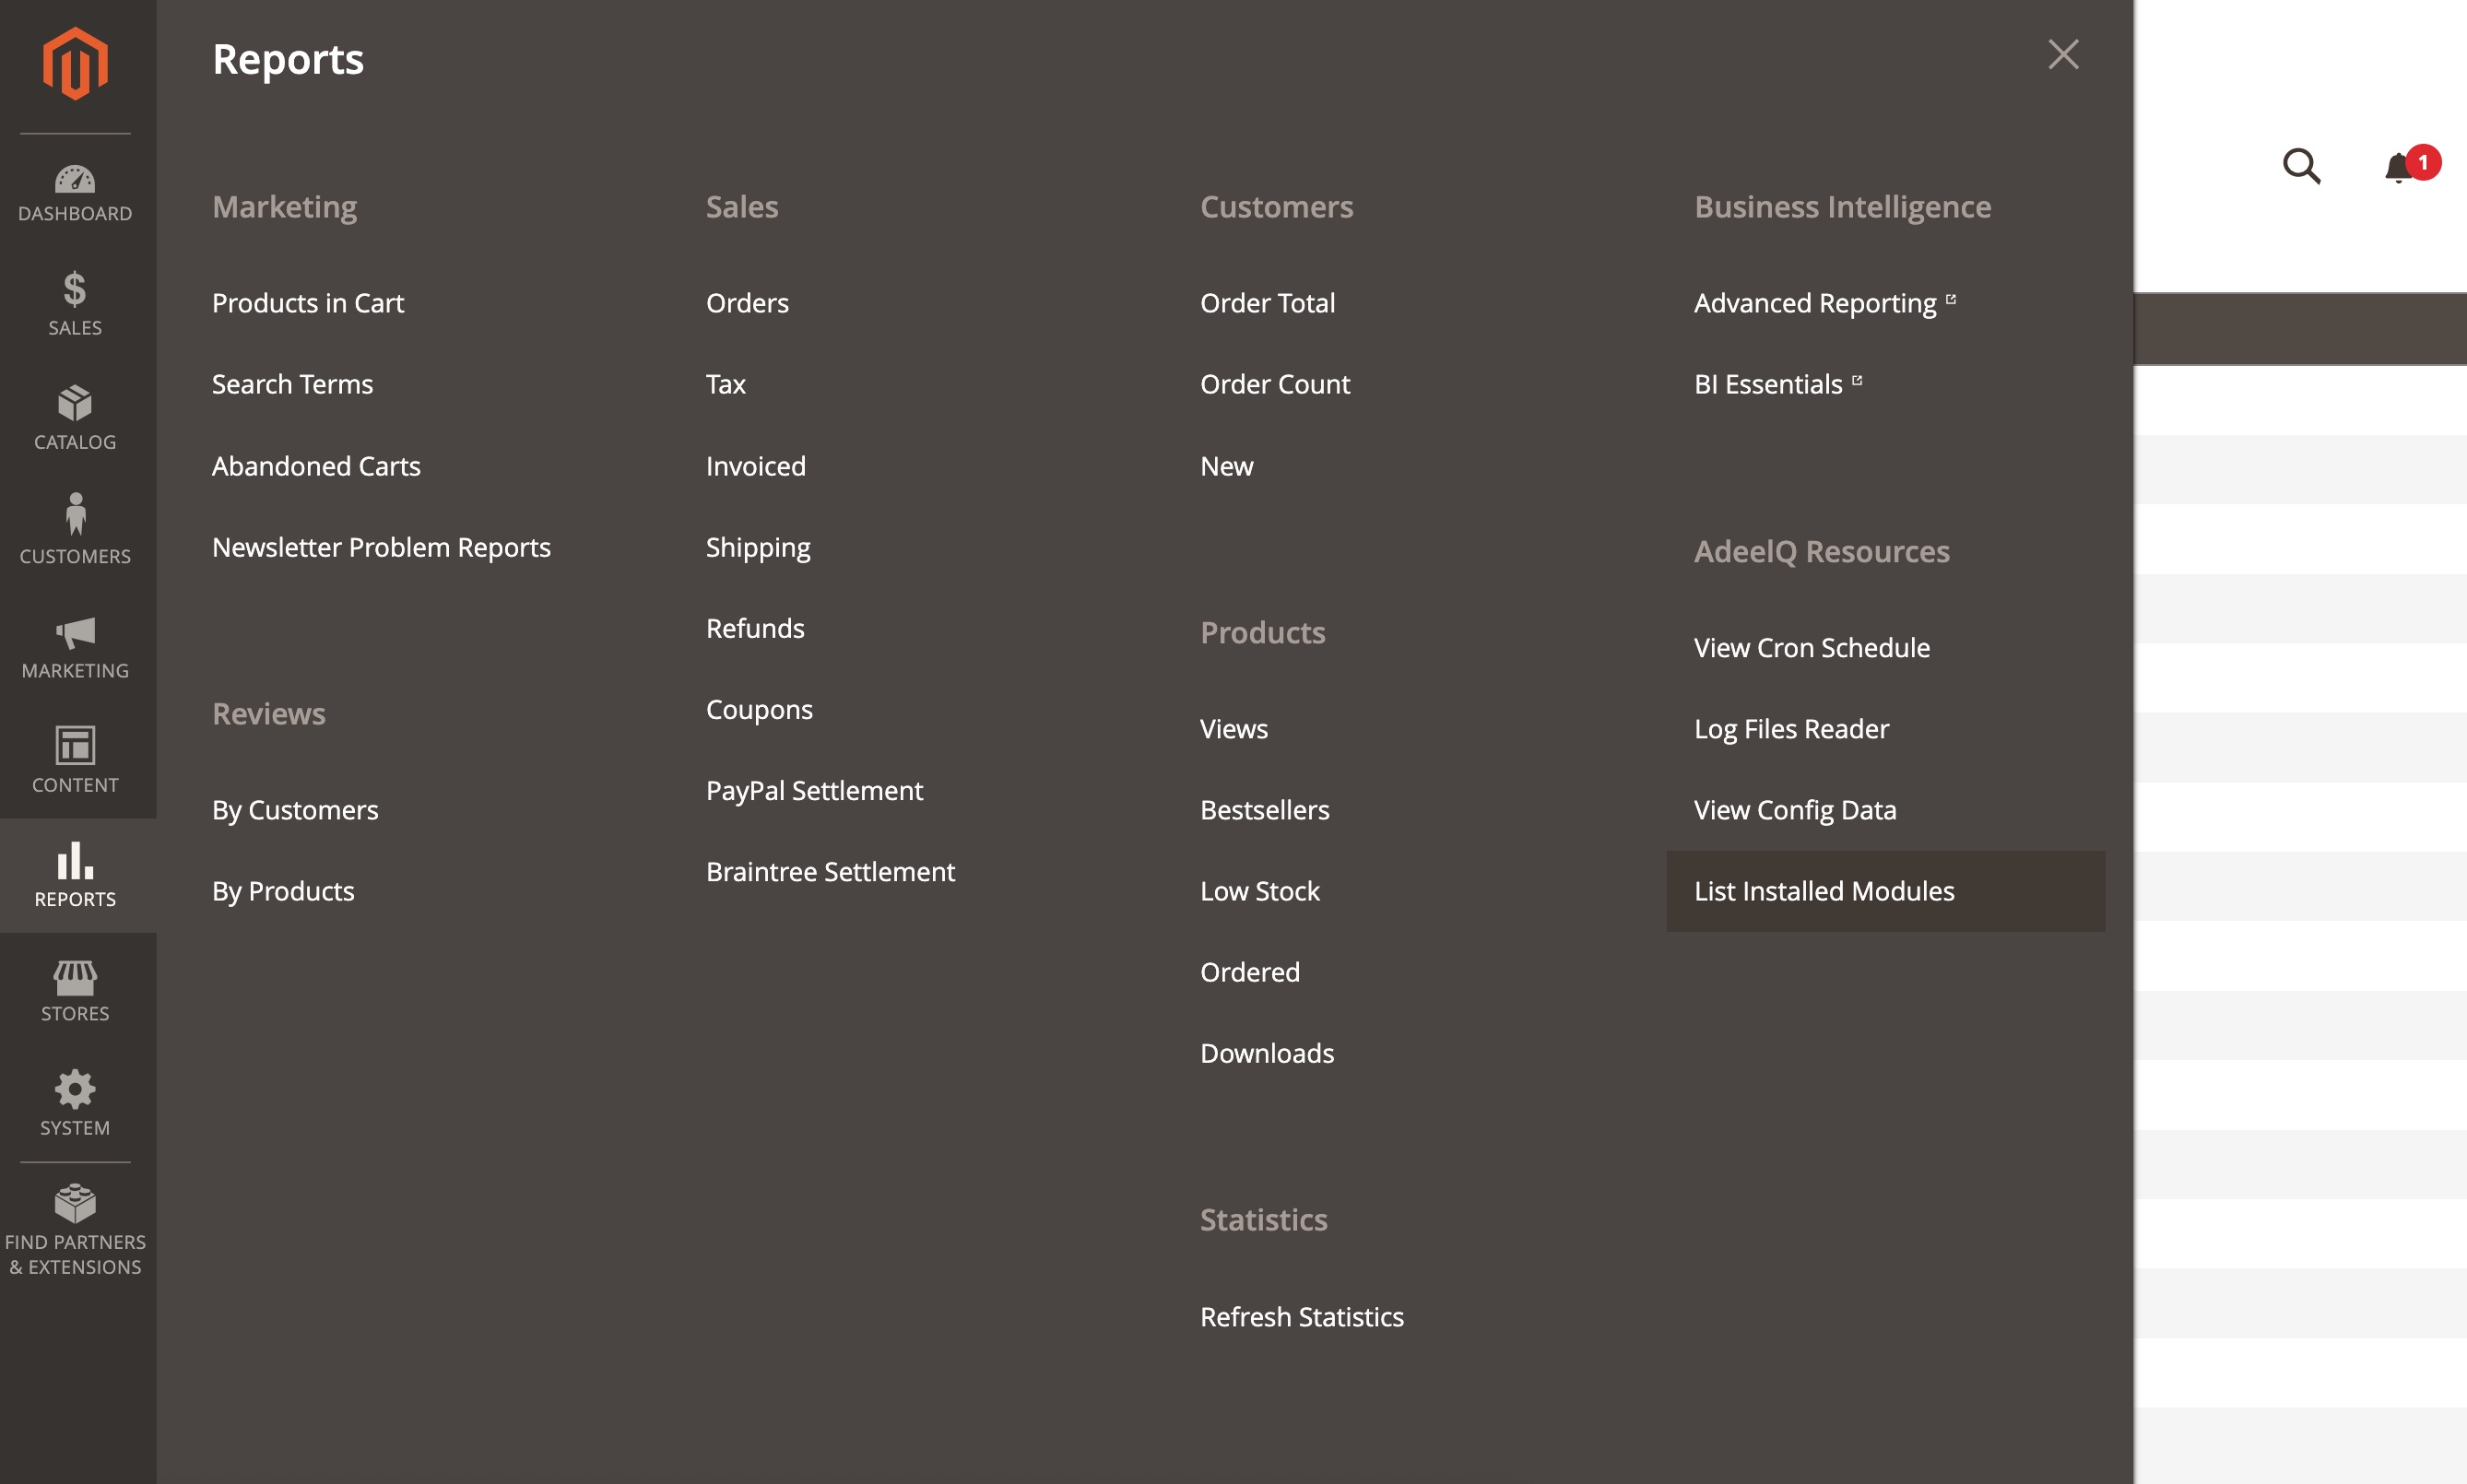 Reports
DASHBOARD
SALES
CATALOG
CUSTOMERS
MARKETING
CONTENT
REPORTS
STORES
SYSTEM
FIND PARTNERS
& EXTENSIONS
Marketing
Products in Cart
Search Terms
Abandoned Carts
Newsletter Problem Reports
Reviews
By Customers
By Products
Sales
Orders
Tax
Invoiced
Shipping
Refunds
Coupons
PayPal Settlement
Braintree Settlement
Customers
Order Total
Order Count
New
Products
Views
Bestsellers
Low Stock
Ordered
Downloads
Statistics
Refresh Statistics
Business Intelligence
Advanced Reporting
BI Essentials
AdeelQ Resources
View Cron Schedule
Log Files Reader
View Config Data
List Installed Modules
1